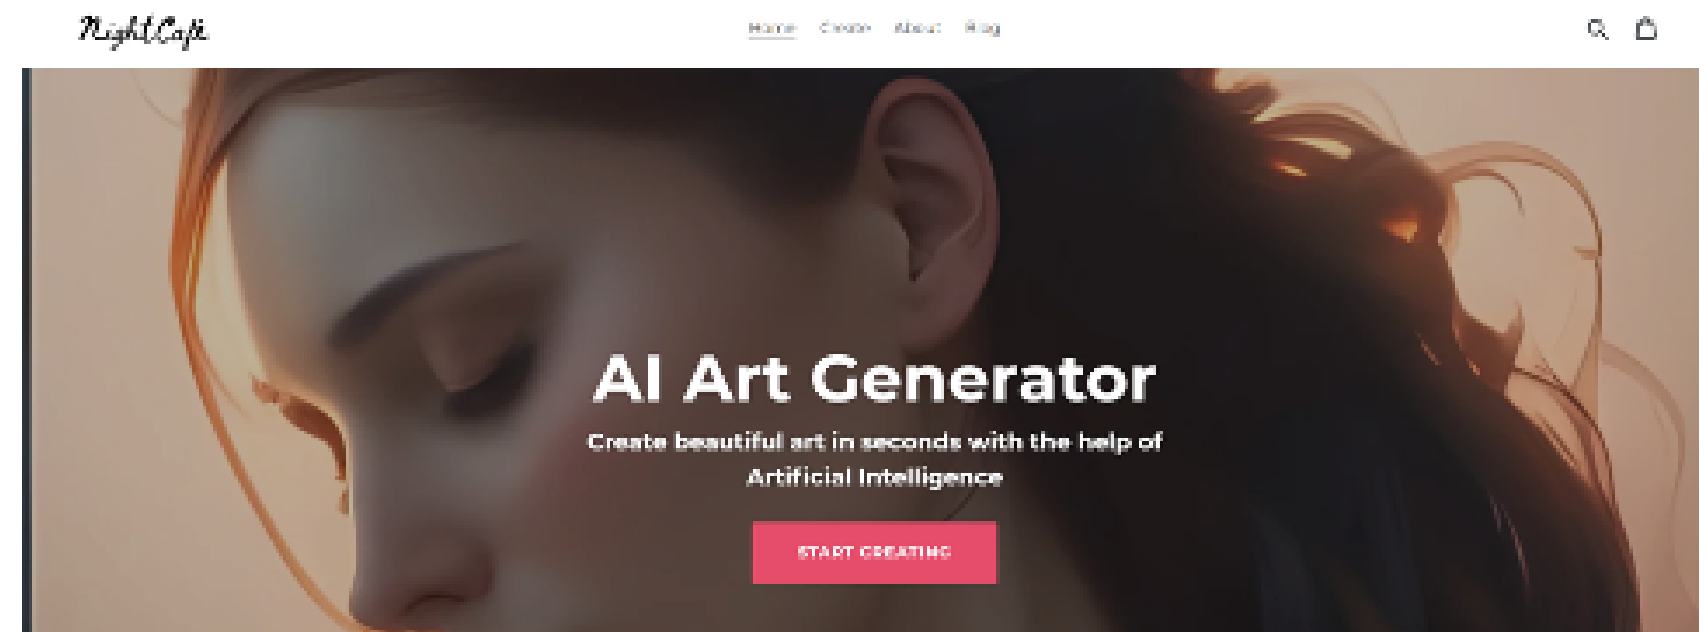 NightCafe
Home Create About Blog
AI Art Generator
Create beautiful art in seconds with the help of
Artificial Intelligence
START CREATING